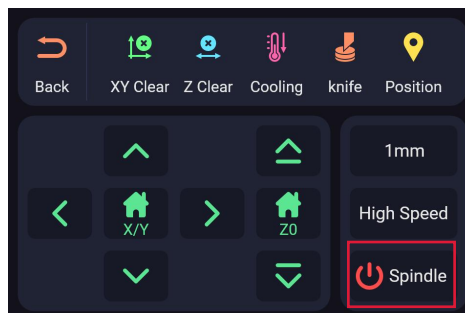 Back
XY Clear
Z Clear
Cooling
knife
Position
1mm
X/Y
Z0
High Speed
Spindle